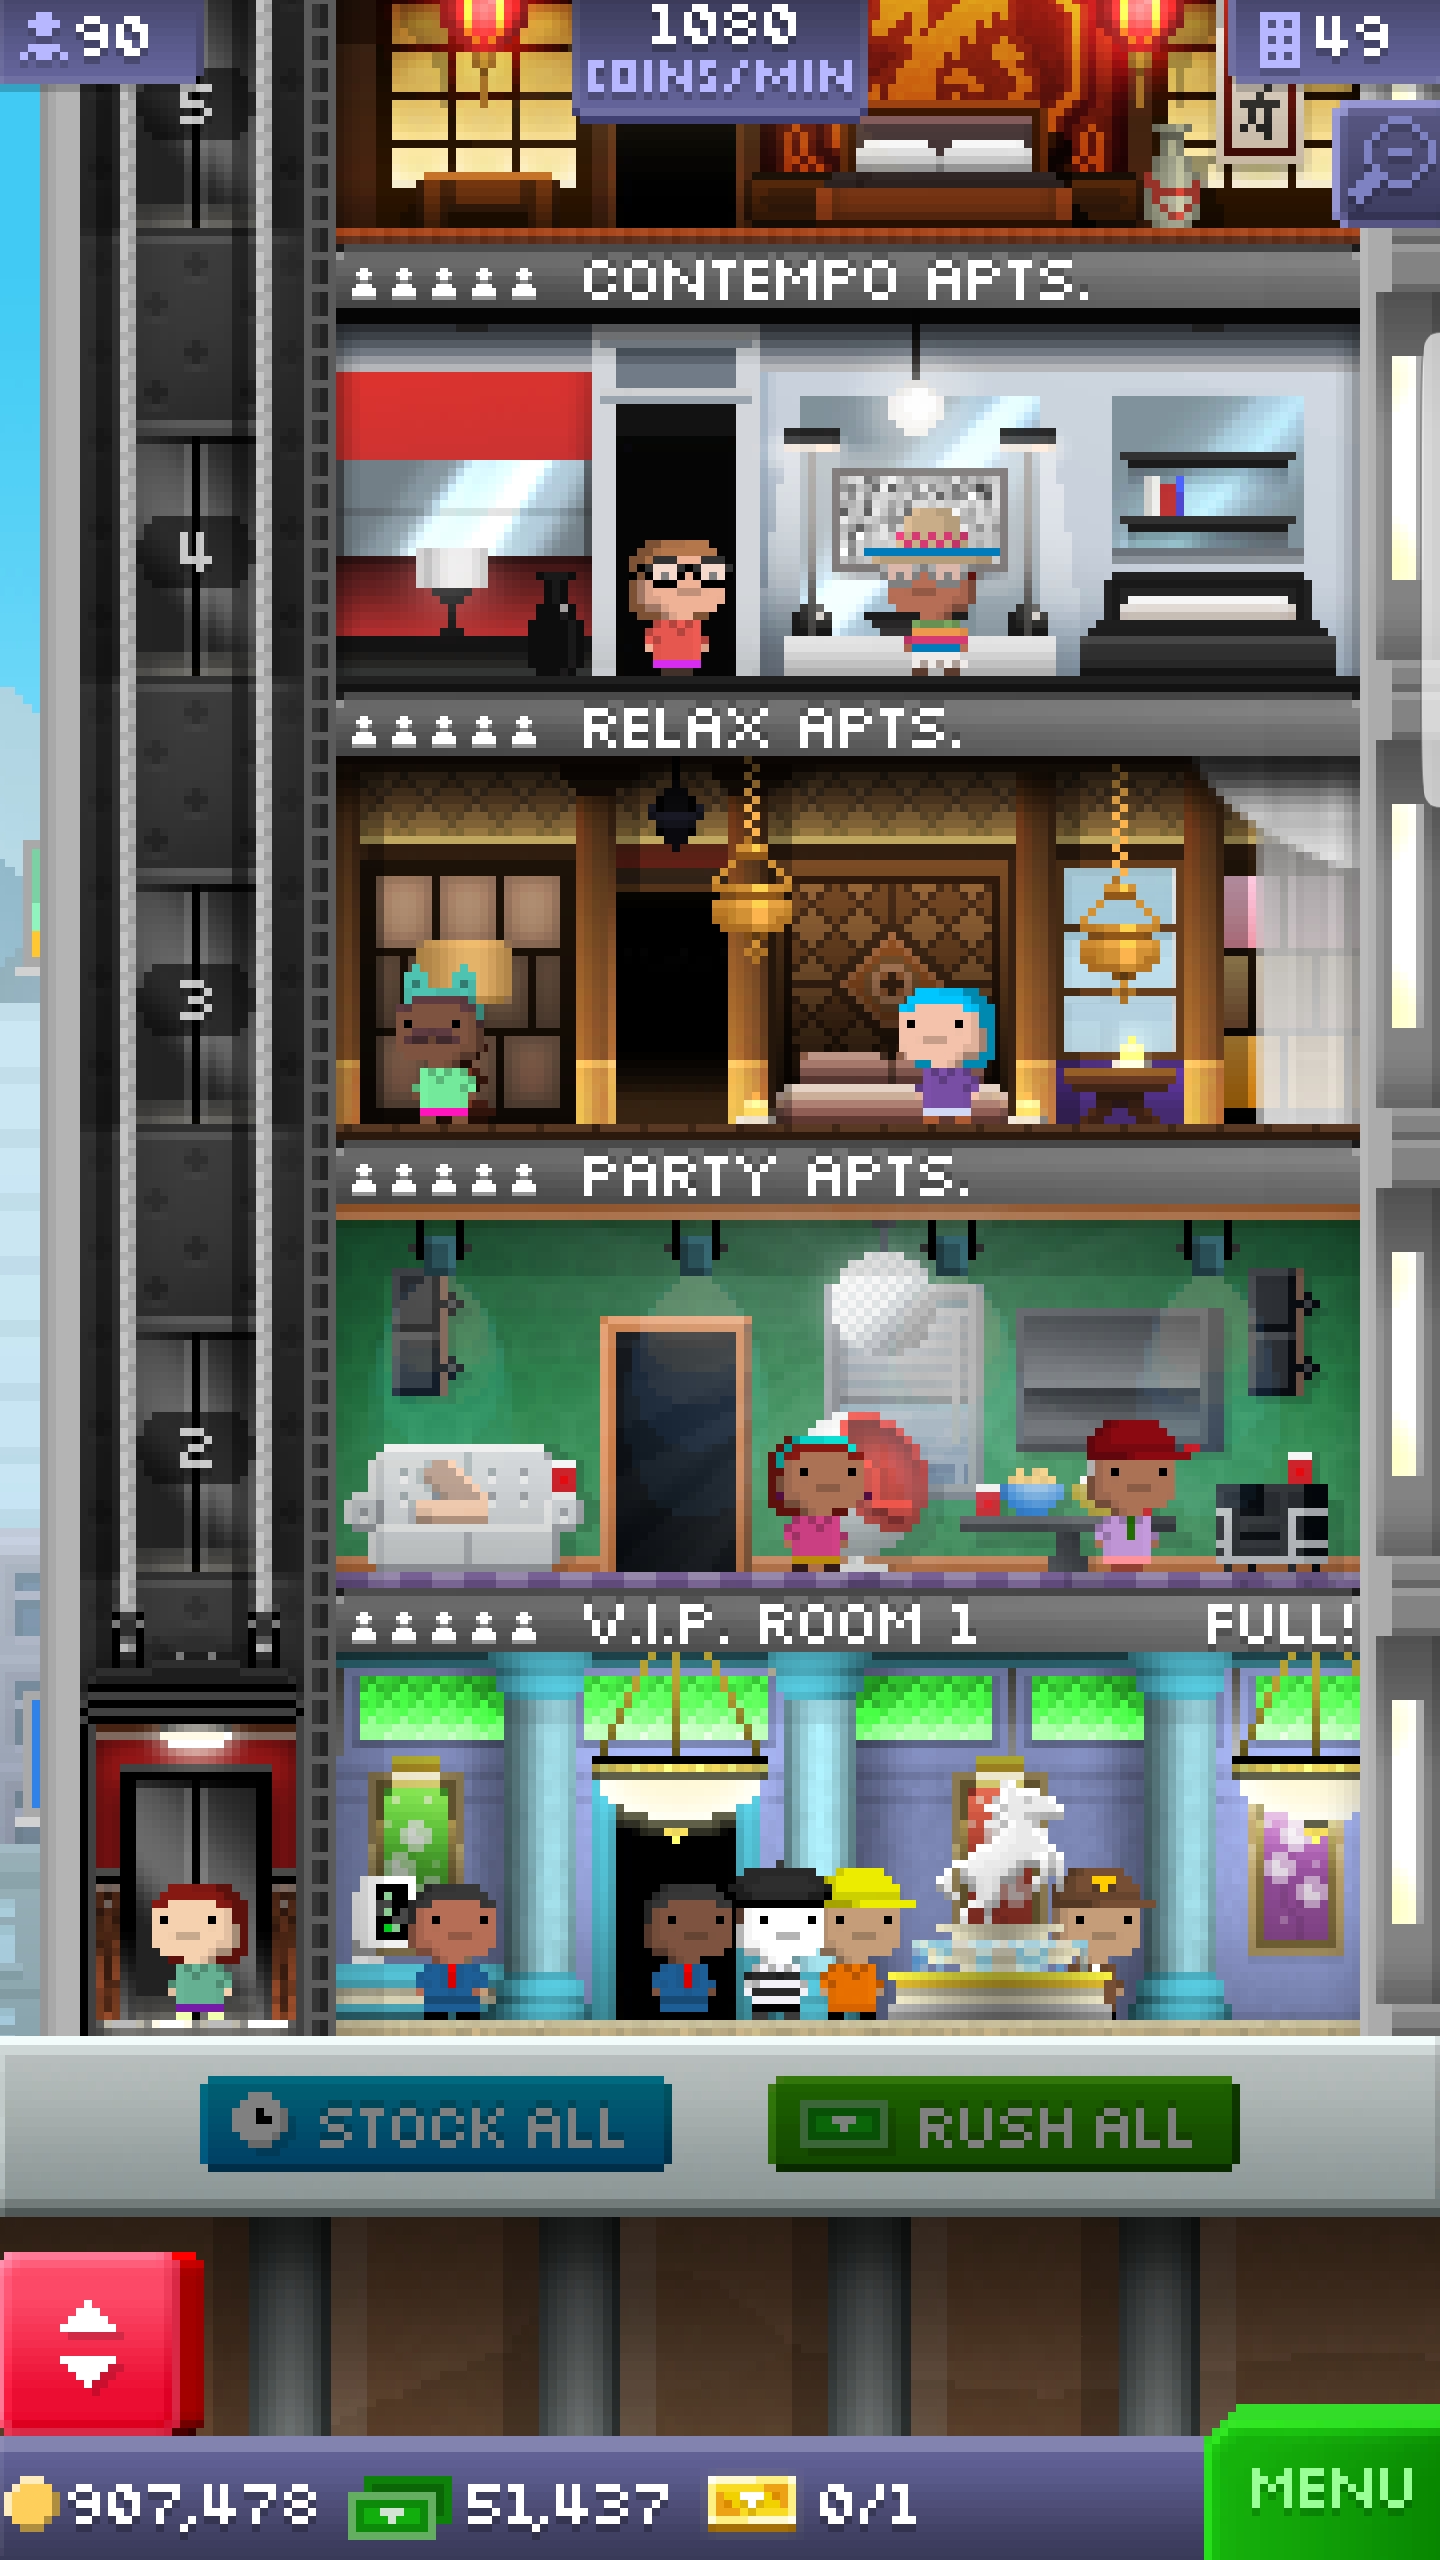 90
1080
COINS/MIN
49
5
CONTEMPO APTS.
4
RELAX APTS.
3
PARTY APTS.
2
V.I.P. ROOM 1 FULL!
STOCK ALL
RUSH ALL
907,478
51,437
0/1
MENU